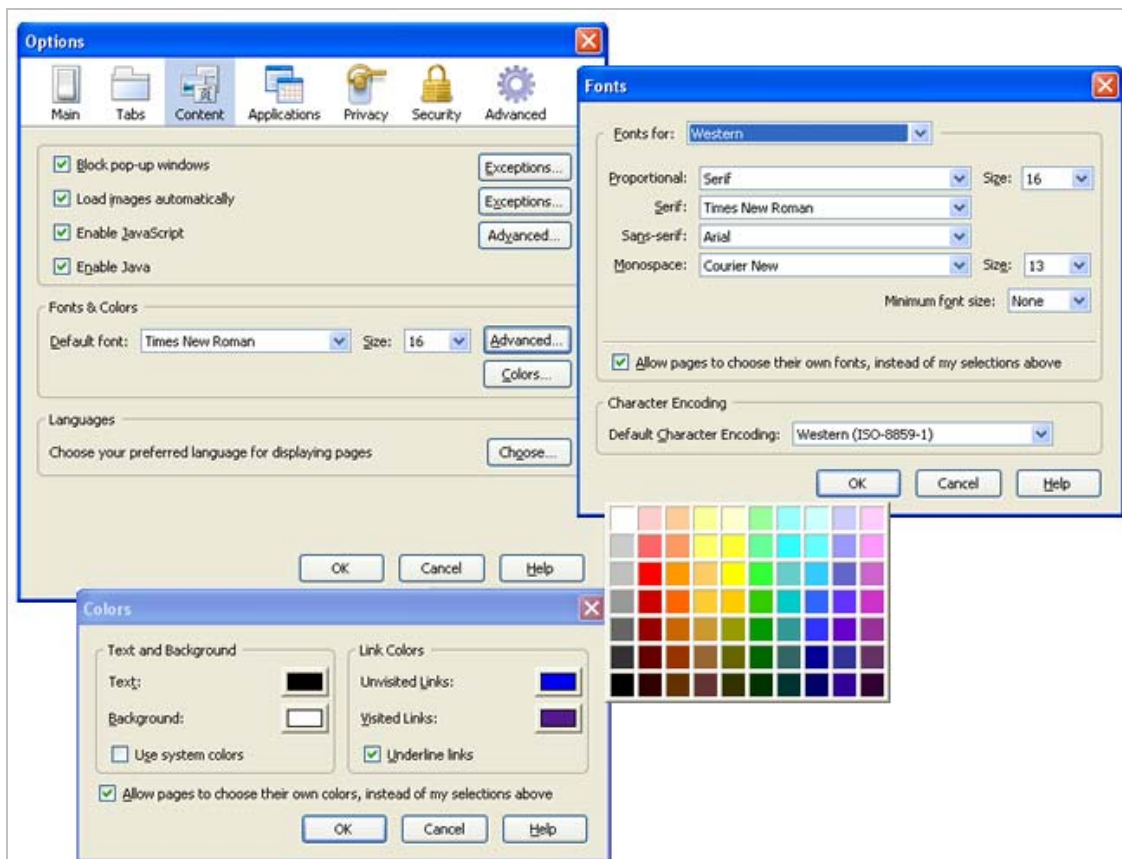 Options
Main Tabs Content Applications Privacy Security Advanced
Block pop-up windows Exceptions...
Load images automatically Exceptions...
Enable JavaScript Advanced...
Enable Java
Fonts & Colors
Default font: Times New Roman Size: 16 Advanced...
Colors...
Languages
Choose your preferred language for displaying pages Choose...
OK Cancel Help
Fonts
Fonts for: Western
Proportional: Serif Size: 16
Serif: Times New Roman
Sans-serif: Arial
Monospace: Courier New Size: 13
Minimum font size: None
Allow pages to choose their own fonts, instead of my selections above
Character Encoding
Default Character Encoding: Western (ISO-8859-1)
OK Cancel Help
Colors
Text and Background Link Colors
Text: Unvisited Links:
Background: Visited Links:
Use system colors Underline links
Allow pages to choose their own colors, instead of my selections above
OK Cancel Help